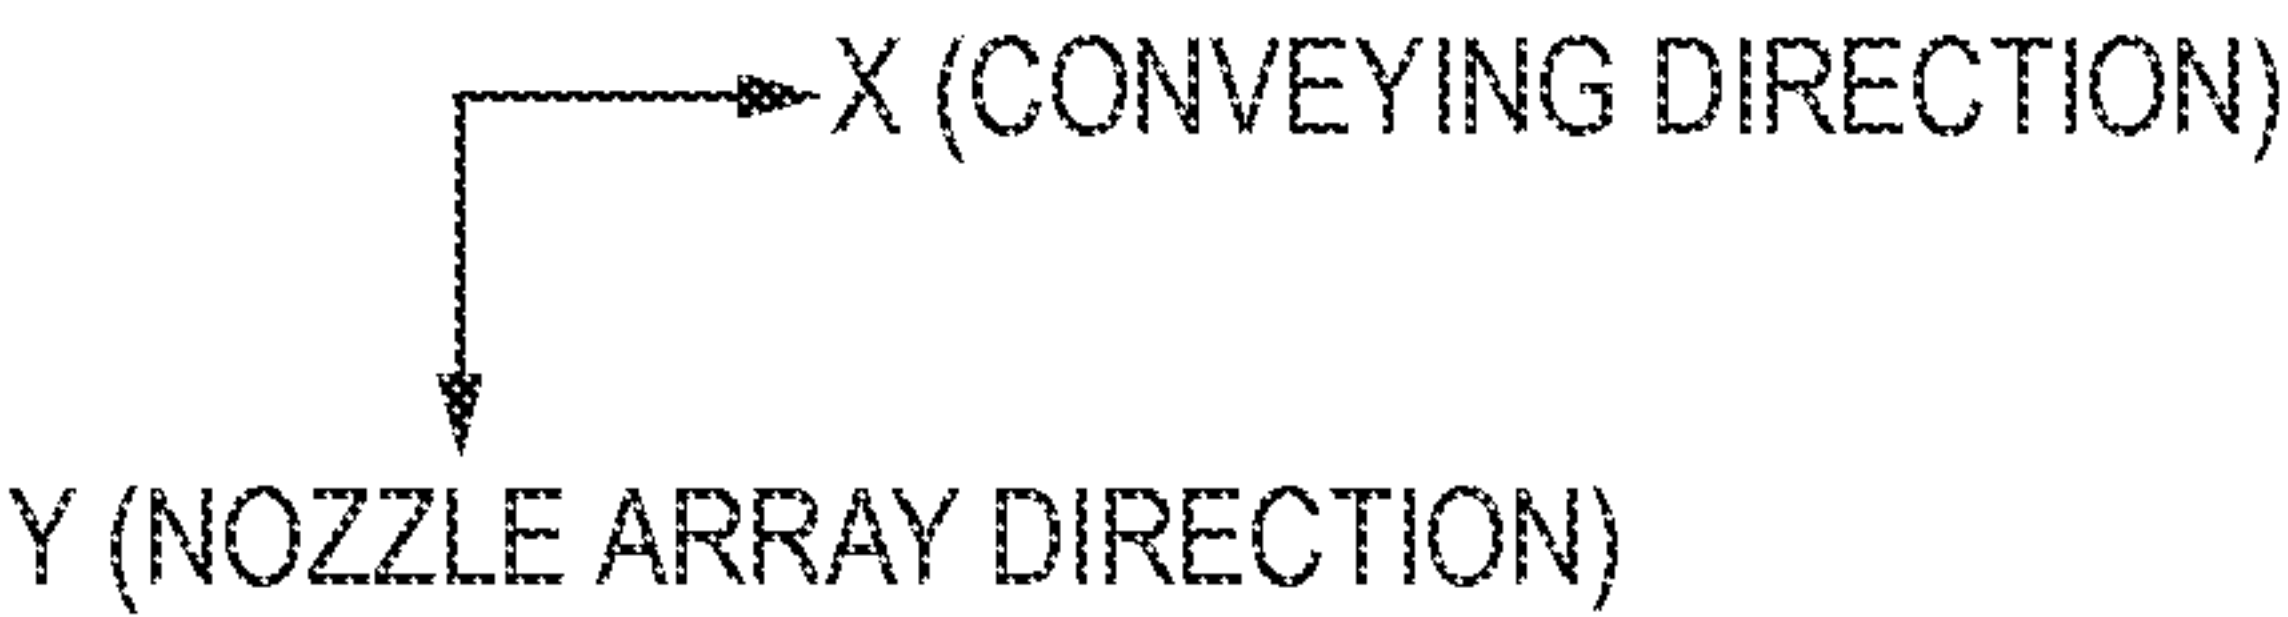 X (CONVEYING DIRECTION)
Y (NOZZLE ARRAY DIRECTION)